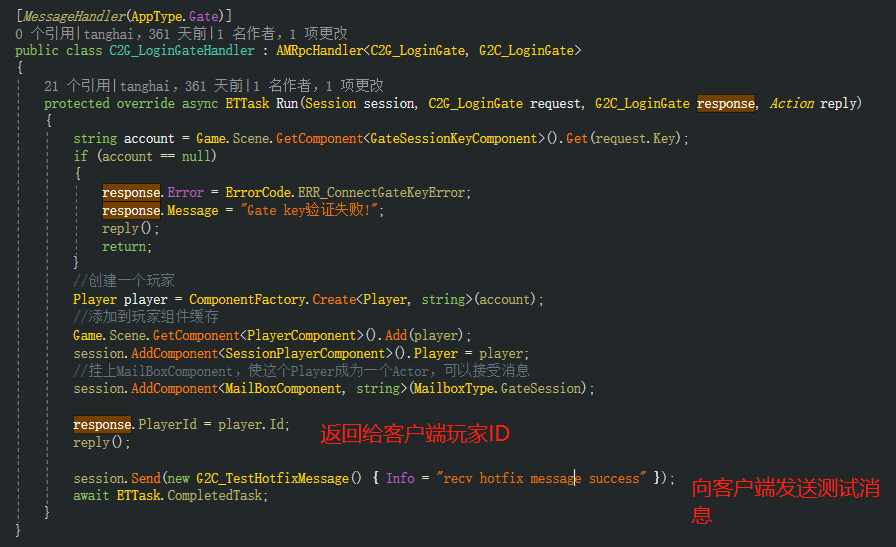 [MessageHandler(AppType.Gate)]
0 个引用|tanghai，361 天前|1 名作者，1 项更改
public class C2G_LoginGateHandler : AMRpcHandler<C2G_LoginGate, G2C_LoginGate>
{
21 个引用|tanghai，361 天前|1 名作者，1 项更改
protected override async ETTask Run(Session session, C2G_LoginGate request, G2C_LoginGate response, Action reply)
{
string account = Game.Scene.GetComponent<GateSessionKeyComponent>().Get(request.Key);
if (account == null)
{
response.Error = ErrorCode.ERR_ConnectGateKeyError;
response.Message = "Gate key验证失败!";
reply();
return;
}
//创建一个玩家
Player player = ComponentFactory.Create<Player, string>(account);
//添加到玩家组件缓存
Game.Scene.GetComponent<PlayerComponent>().Add(player);
session.AddComponent<SessionPlayerComponent>().Player = player;
//挂上MailBoxComponent，使这个Player成为一个Actor，可以接受消息
session.AddComponent<MailBoxComponent, string>(MailboxType.GateSession);
response.PlayerId = player.Id;
返回给客户端玩家ID
reply();
session.Send(new G2C_TestHotfixMessage() { Info = "recv hotfix message success" });
向客户端发送测试消
息
await ETTask.CompletedTask;
}
}